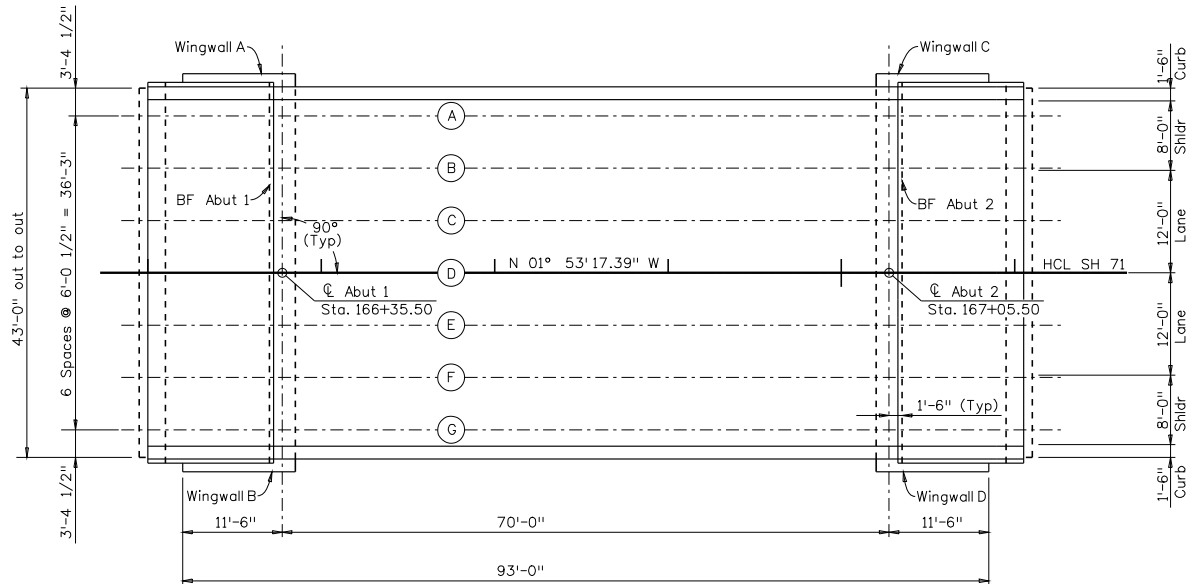 3'-4 1/2"
Wingwall A
Wingwall C
1'-6"
Curb
A
8'-0"
Shldr
B
BF Abut 1
BF Abut 2
43'-0" out to out
6 Spaces @ 6'-0 1/2" = 36'-3"
C
90°
(Typ)
12'-0"
Lane
D
N 01° 53' 17.39" W
HCL SH 71
℄ Abut 1
Sta. 166+35.50
℄ Abut 2
Sta. 167+05.50
E
12'-0"
Lane
F
1'-6" (Typ)
G
8'-0"
Shldr
3'-4 1/2"
Wingwall B
Wingwall D
1'-6"
Curb
11'-6"
70'-0"
11'-6"
93'-0"